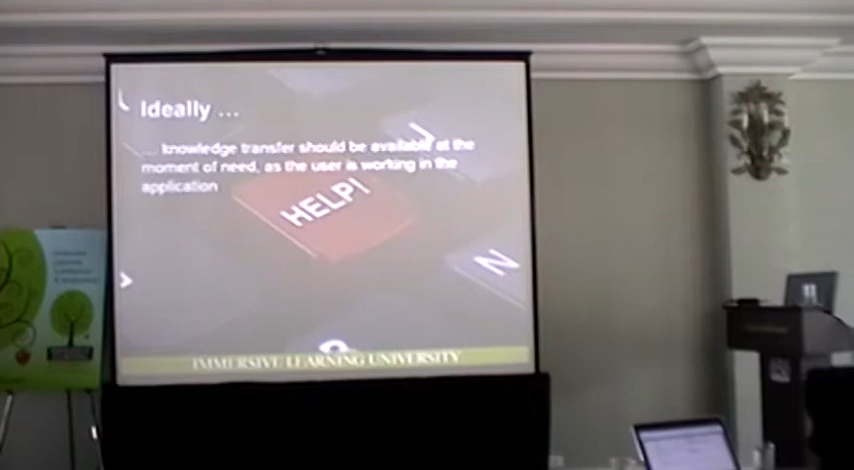 Ideally ...
... knowledge transfer should be available at the
moment of need, as the user is working in the
application
HELP!
N
IMMERSIVE LEARNING UNIVERSITY